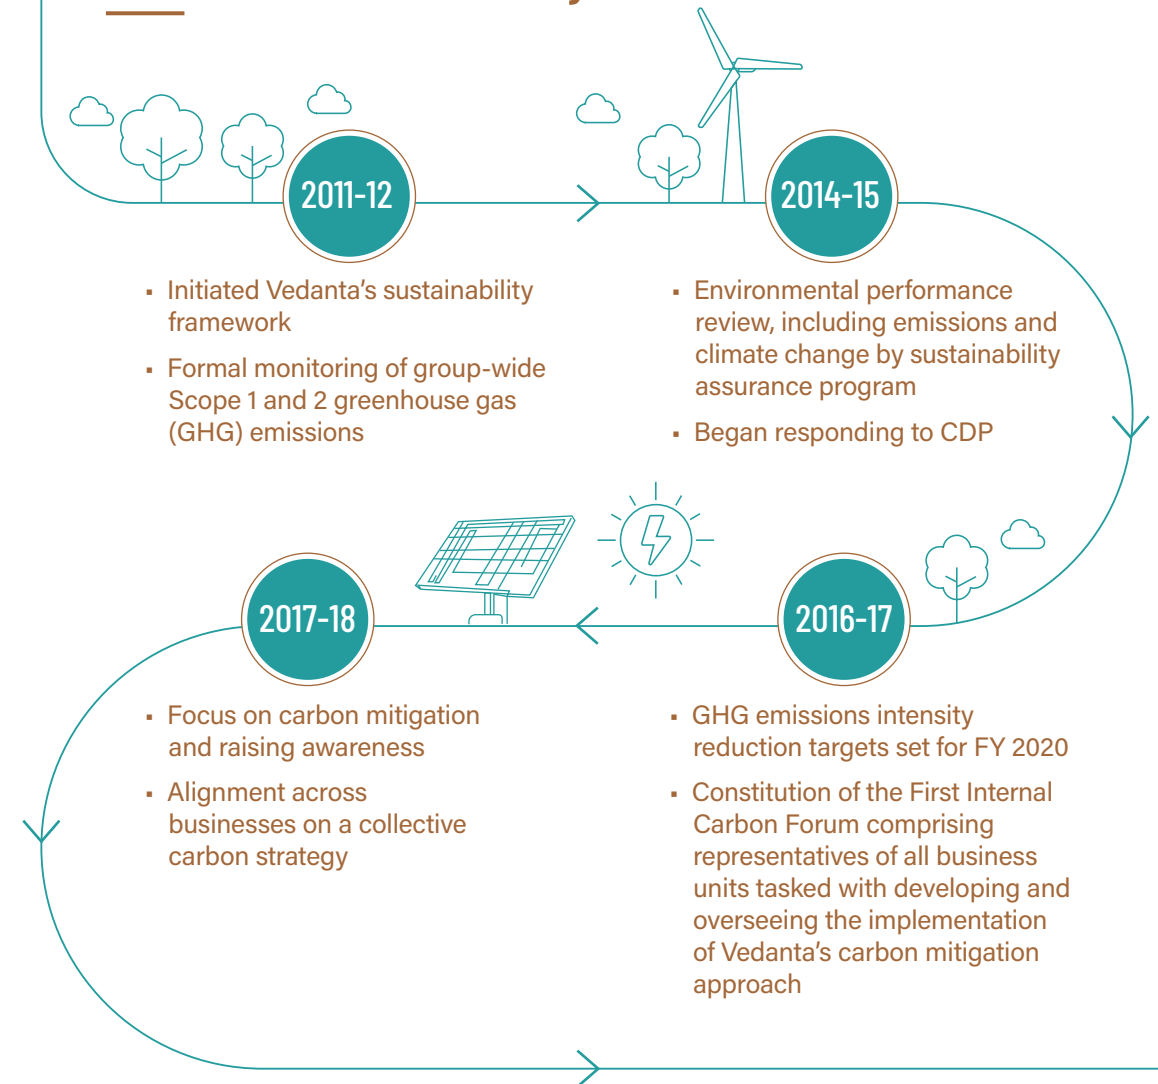 2011-12
▪ Initiated Vedanta’s sustainability
framework
▪ Formal monitoring of group-wide
Scope 1 and 2 greenhouse gas
(GHG) emissions
2014-15
▪ Environmental performance
review, including emissions and
climate change by sustainability
assurance program
▪ Began responding to CDP
2016-17
▪ GHG emissions intensity
reduction targets set for FY 2020
▪ Constitution of the First Internal
Carbon Forum comprising
representatives of all business
units tasked with developing and
overseeing the implementation
of Vedanta’s carbon mitigation
approach
2017-18
▪ Focus on carbon mitigation
and raising awareness
▪ Alignment across
businesses on a collective
carbon strategy